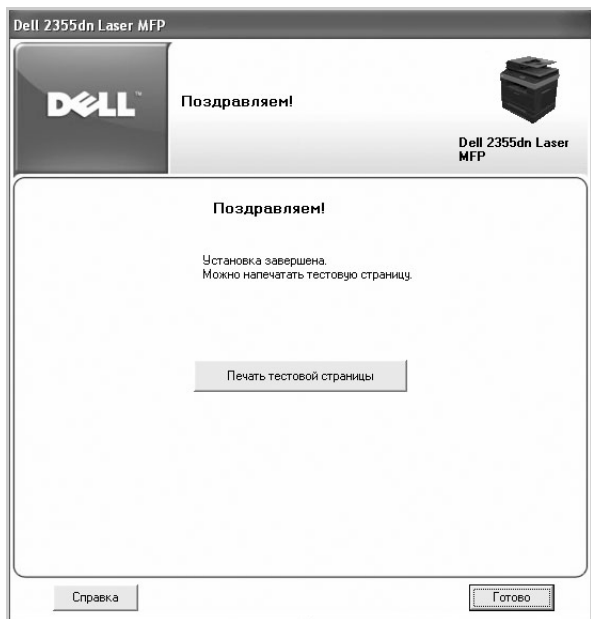 Dell 2355dn Laser MFP
DELL™
Поздравляем!
Dell 2355dn Laser
MFP
Поздравляем!
Установка завершена.
Можно напечатать тестовую страницу.
Печать тестовой страницы
Справка
Готово